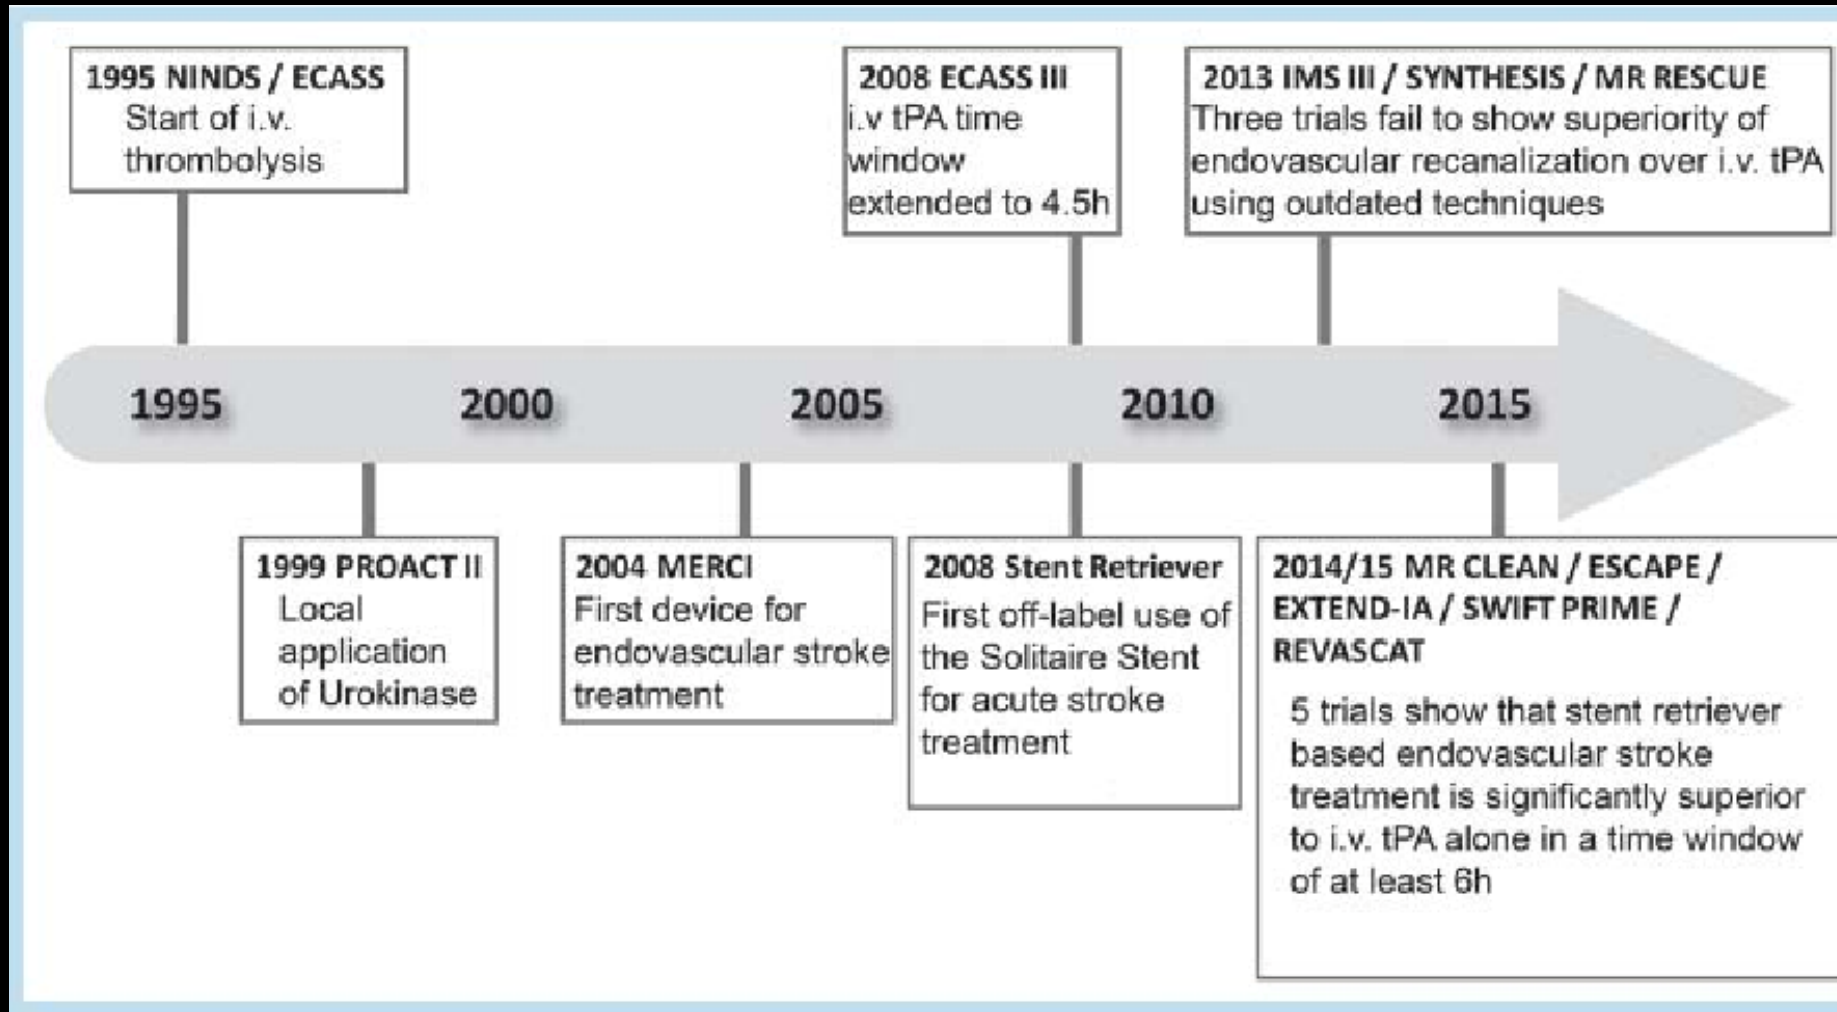 1995 NINDS / ECASS
Start of i.v.
thrombolysis
2008 ECASS III
i.v tPA time
window
extended to 4.5h
2013 IMS III / SYNTHESIS / MR RESCUE
Three trials fail to show superiority of
endovascular recanalization over i.v. tPA
using outdated techniques
1995
2000
2005
2010
2015
1999 PROACT II
Local
application
of Urokinase
2004 MERCI
First device for
endovascular stroke
treatment
2008 Stent Retriever
First off-label use of
the Solitaire Stent
for acute stroke
treatment
2014/15 MR CLEAN / ESCAPE /
EXTEND-IA / SWIFT PRIME /
REVASCAT
5 trials show that stent retriever
based endovascular stroke
treatment is significantly superior
to i.v. tPA alone in a time window
of at least 6h